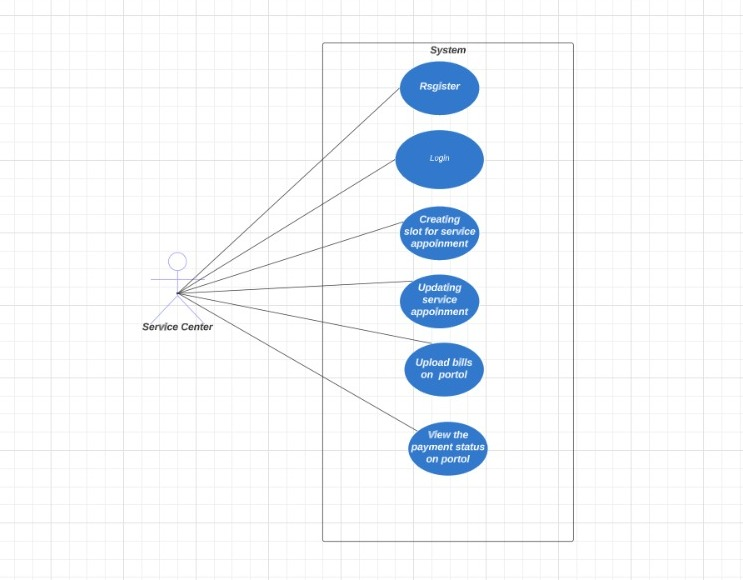 System
Rsgister
Login
Creating
slot for service
appoinment
Updating
service
appoinment
Service Center
Upload bills
on portol
View the
payment status
on portol